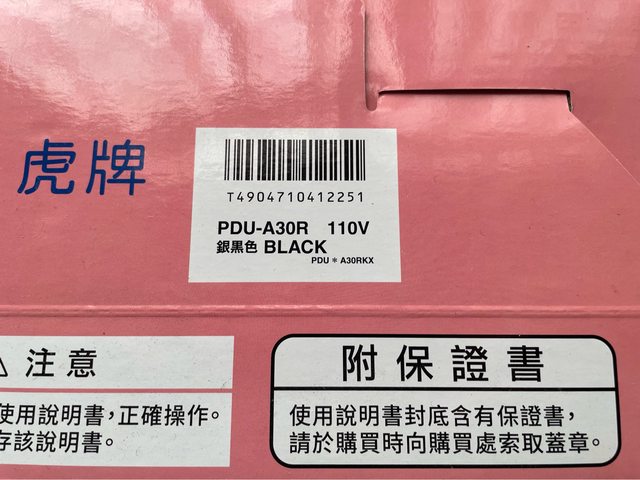 虎牌
T4904710412251
PDU-A30R 110V
銀黒色 BLACK
PDU＊A30RKX
注意
使用說明書，正確操作。
存該說明書。
附保證書
使用說明書封底含有保證書，
請於購買時向購買處索取蓋章。